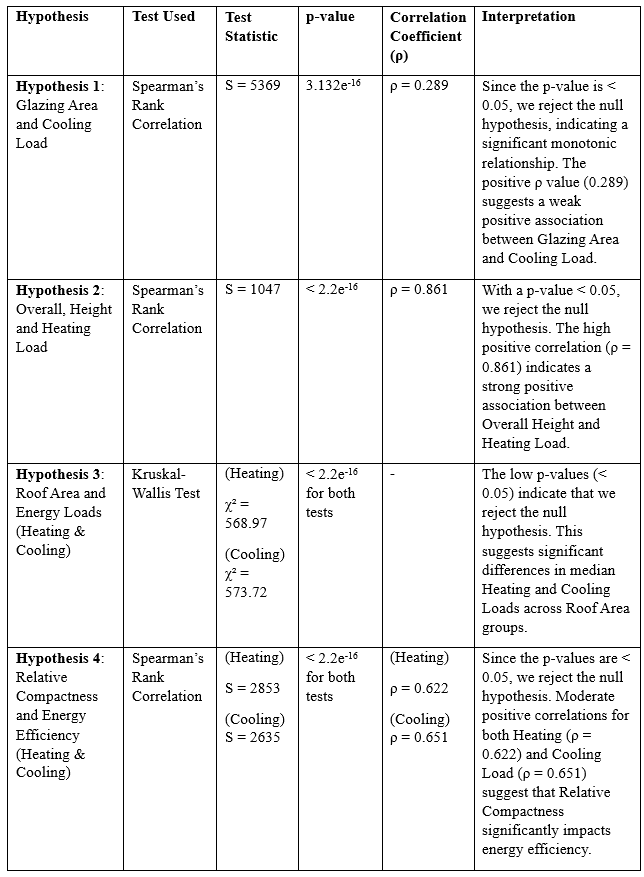 Hypothesis
Test Used
Test
Statistic
p-value
Correlation
Coefficient
(ρ)
Interpretation
Hypothesis 1:
Glazing Area
and Cooling
Load
Spearman’s
Rank
Correlation
S = 5369
3.132e-16
ρ = 0.289
Since the p-value is <
0.05, we reject the null
hypothesis, indicating a
significant monotonic
relationship. The
positive ρ value (0.289)
suggests a weak
positive association
between Glazing Area
and Cooling Load.
Hypothesis 2:
Overall, Height
and Heating
Load
Spearman’s
Rank
Correlation
S = 1047
< 2.2e-16
ρ = 0.861
With a p-value < 0.05,
we reject the null
hypothesis. The high
positive correlation (ρ =
0.861) indicates a
strong positive
association between
Overall Height and
Heating Load.
Hypothesis 3:
Roof Area and
Energy Loads
(Heating &
Cooling)
Kruskal-
Wallis Test
(Heating)
χ² =
568.97
(Cooling)
χ² =
573.72
< 2.2e-16
for both
tests
-
The low p-values (<
0.05) indicate that we
reject the null
hypothesis. This
suggests significant
differences in median
Heating and Cooling
Loads across Roof Area
groups.
Hypothesis 4:
Relative
Compactness
and Energy
Efficiency
(Heating &
Cooling)
Spearman’s
Rank
Correlation
(Heating)
S = 2853
(Cooling)
S = 2635
< 2.2e-16
for both
tests
(Heating)
ρ = 0.622
(Cooling)
ρ = 0.651
Since the p-values are <
0.05, we reject the null
hypothesis. Moderate
positive correlations for
both Heating (ρ =
0.622) and Cooling
Load (ρ = 0.651)
suggest that Relative
Compactness
significantly impacts
energy efficiency.